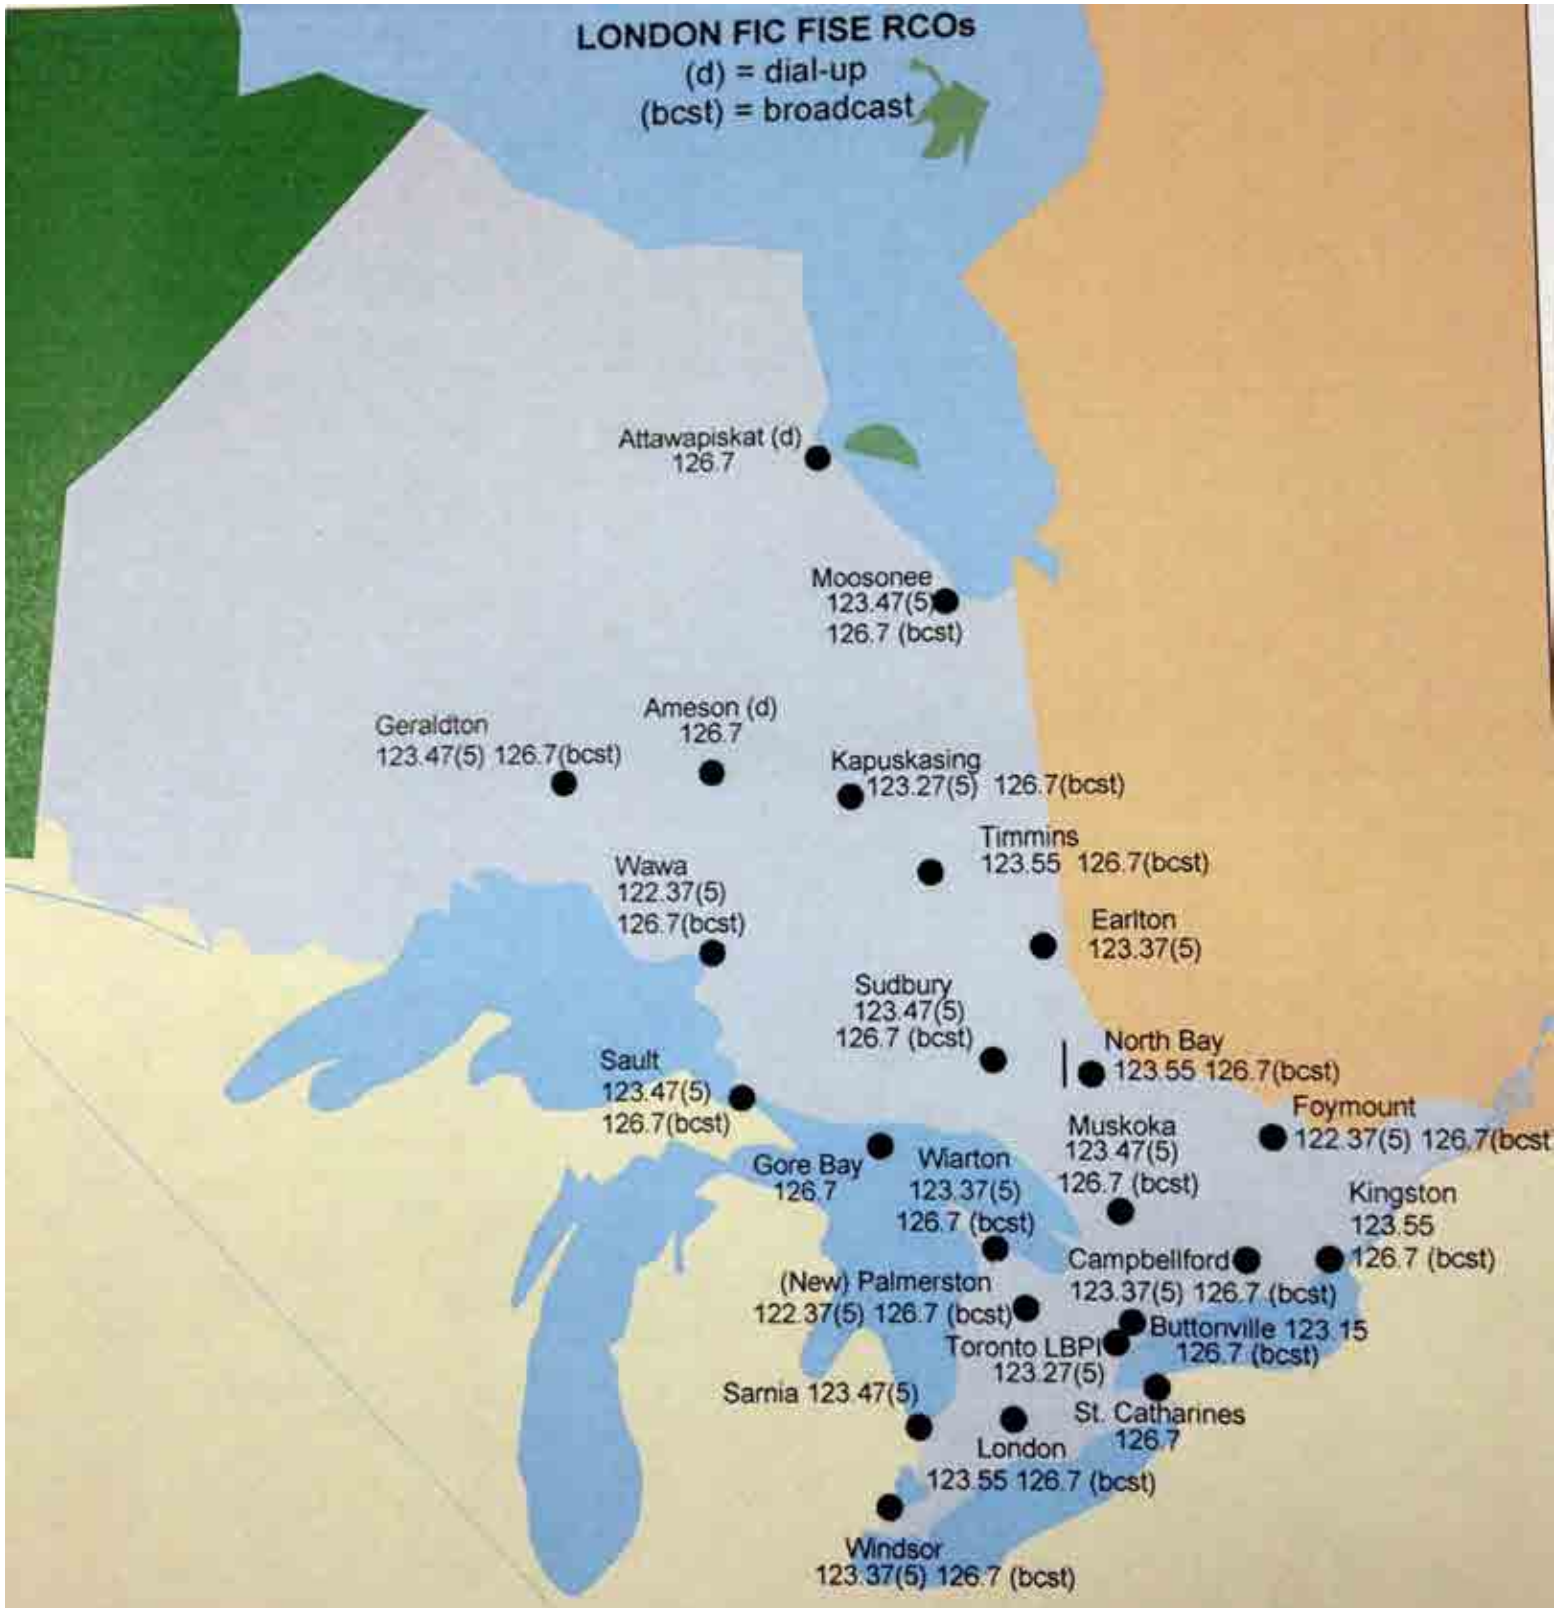 LONDON FIC FISE RCOs
(d) = dial-up
(bcst) = broadcast
Attawapiskat (d)
126.7
Moosonee
123.47(5)
126.7 (bcst)
Ameson (d)
126.7
Geraldton
123.47(5) 126.7(bcst)
Kapuskasing
123.27(5) 126.7(bcst)
Timmins
123.55 126.7(bcst)
Wawa
122.37(5)
126.7(bcst)
Earlton
123.37(5)
Sudbury
123.47(5)
126.7 (bcst)
North Bay
123.55 126.7(bcst)
Sault
123.47(5)
126.7(bcst)
Foymount
122.37(5) 126.7(bcst
Muskoka
123.47(5)
126.7 (bcst)
Gore Bay
126.7
Wiarton
123.37(5)
126.7 (bcst)
Kingston
123.55
126.7 (bcst)
Campbellford
123.37(5) 126.7 (bcst)
(New) Palmerston
122.37(5) 126.7 (bcst)
Buttonville 123.15
126.7 (bcst)
Toronto LBPI
123.27(5)
Sarnia 123.47(5)
St. Catharines
126.7
London
123.55 126.7 (bcst)
Windsor
123.37(5) 126.7 (bcst)